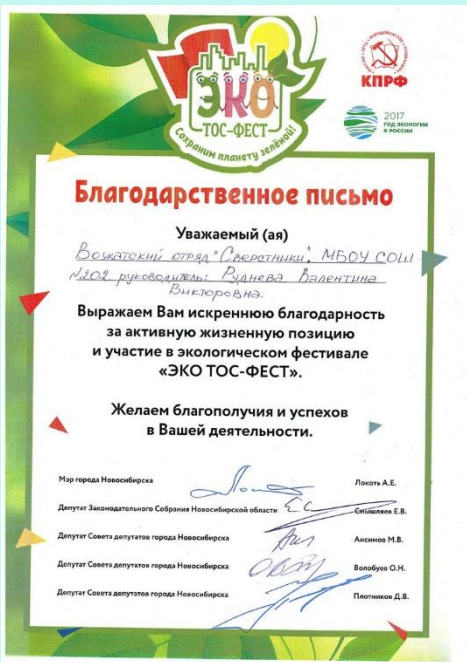 ЭКО
ТОС-ФЕСТ
Сохраним планету зелёной!
КПРФ
2017
ГОД ЭКОЛОГИИ
В РОССИИ
Благодарственное письмо
Уважаемый (ая)
Вожатский отряд "Сверстники". МБОУ СОШ
№202 руководитель: Руднева Валентина
Викторовна.
Выражаем Вам искреннюю благодарность
за активную жизненную позицию
и участие в экологическом фестивале
«ЭКО ТОС-ФЕСТ».
Желаем благополучия и успехов
в Вашей деятельности.
Мэр города Новосибирска Локоть А.Е.
Депутат Законодательного Собрания Новосибирской области Смышляев Е.В.
Депутат Совета депутатов города Новосибирска Ансимов М.В.
Депутат Совета депутатов города Новосибирска Волобуев О.Н.
Депутат Совета депутатов города Новосибирска Плотников Д.В.